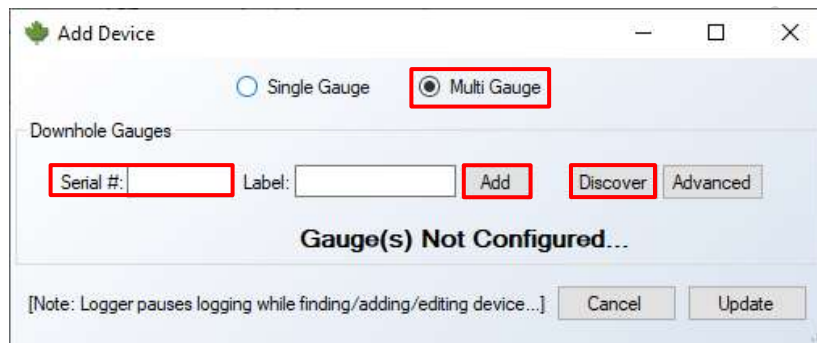 Add Device
Single Gauge Multi Gauge
Downhole Gauges
Serial #: Label: Add Discover Advanced
Gauge(s) Not Configured...
[Note: Logger pauses logging while finding/adding/editing device...] Cancel Update